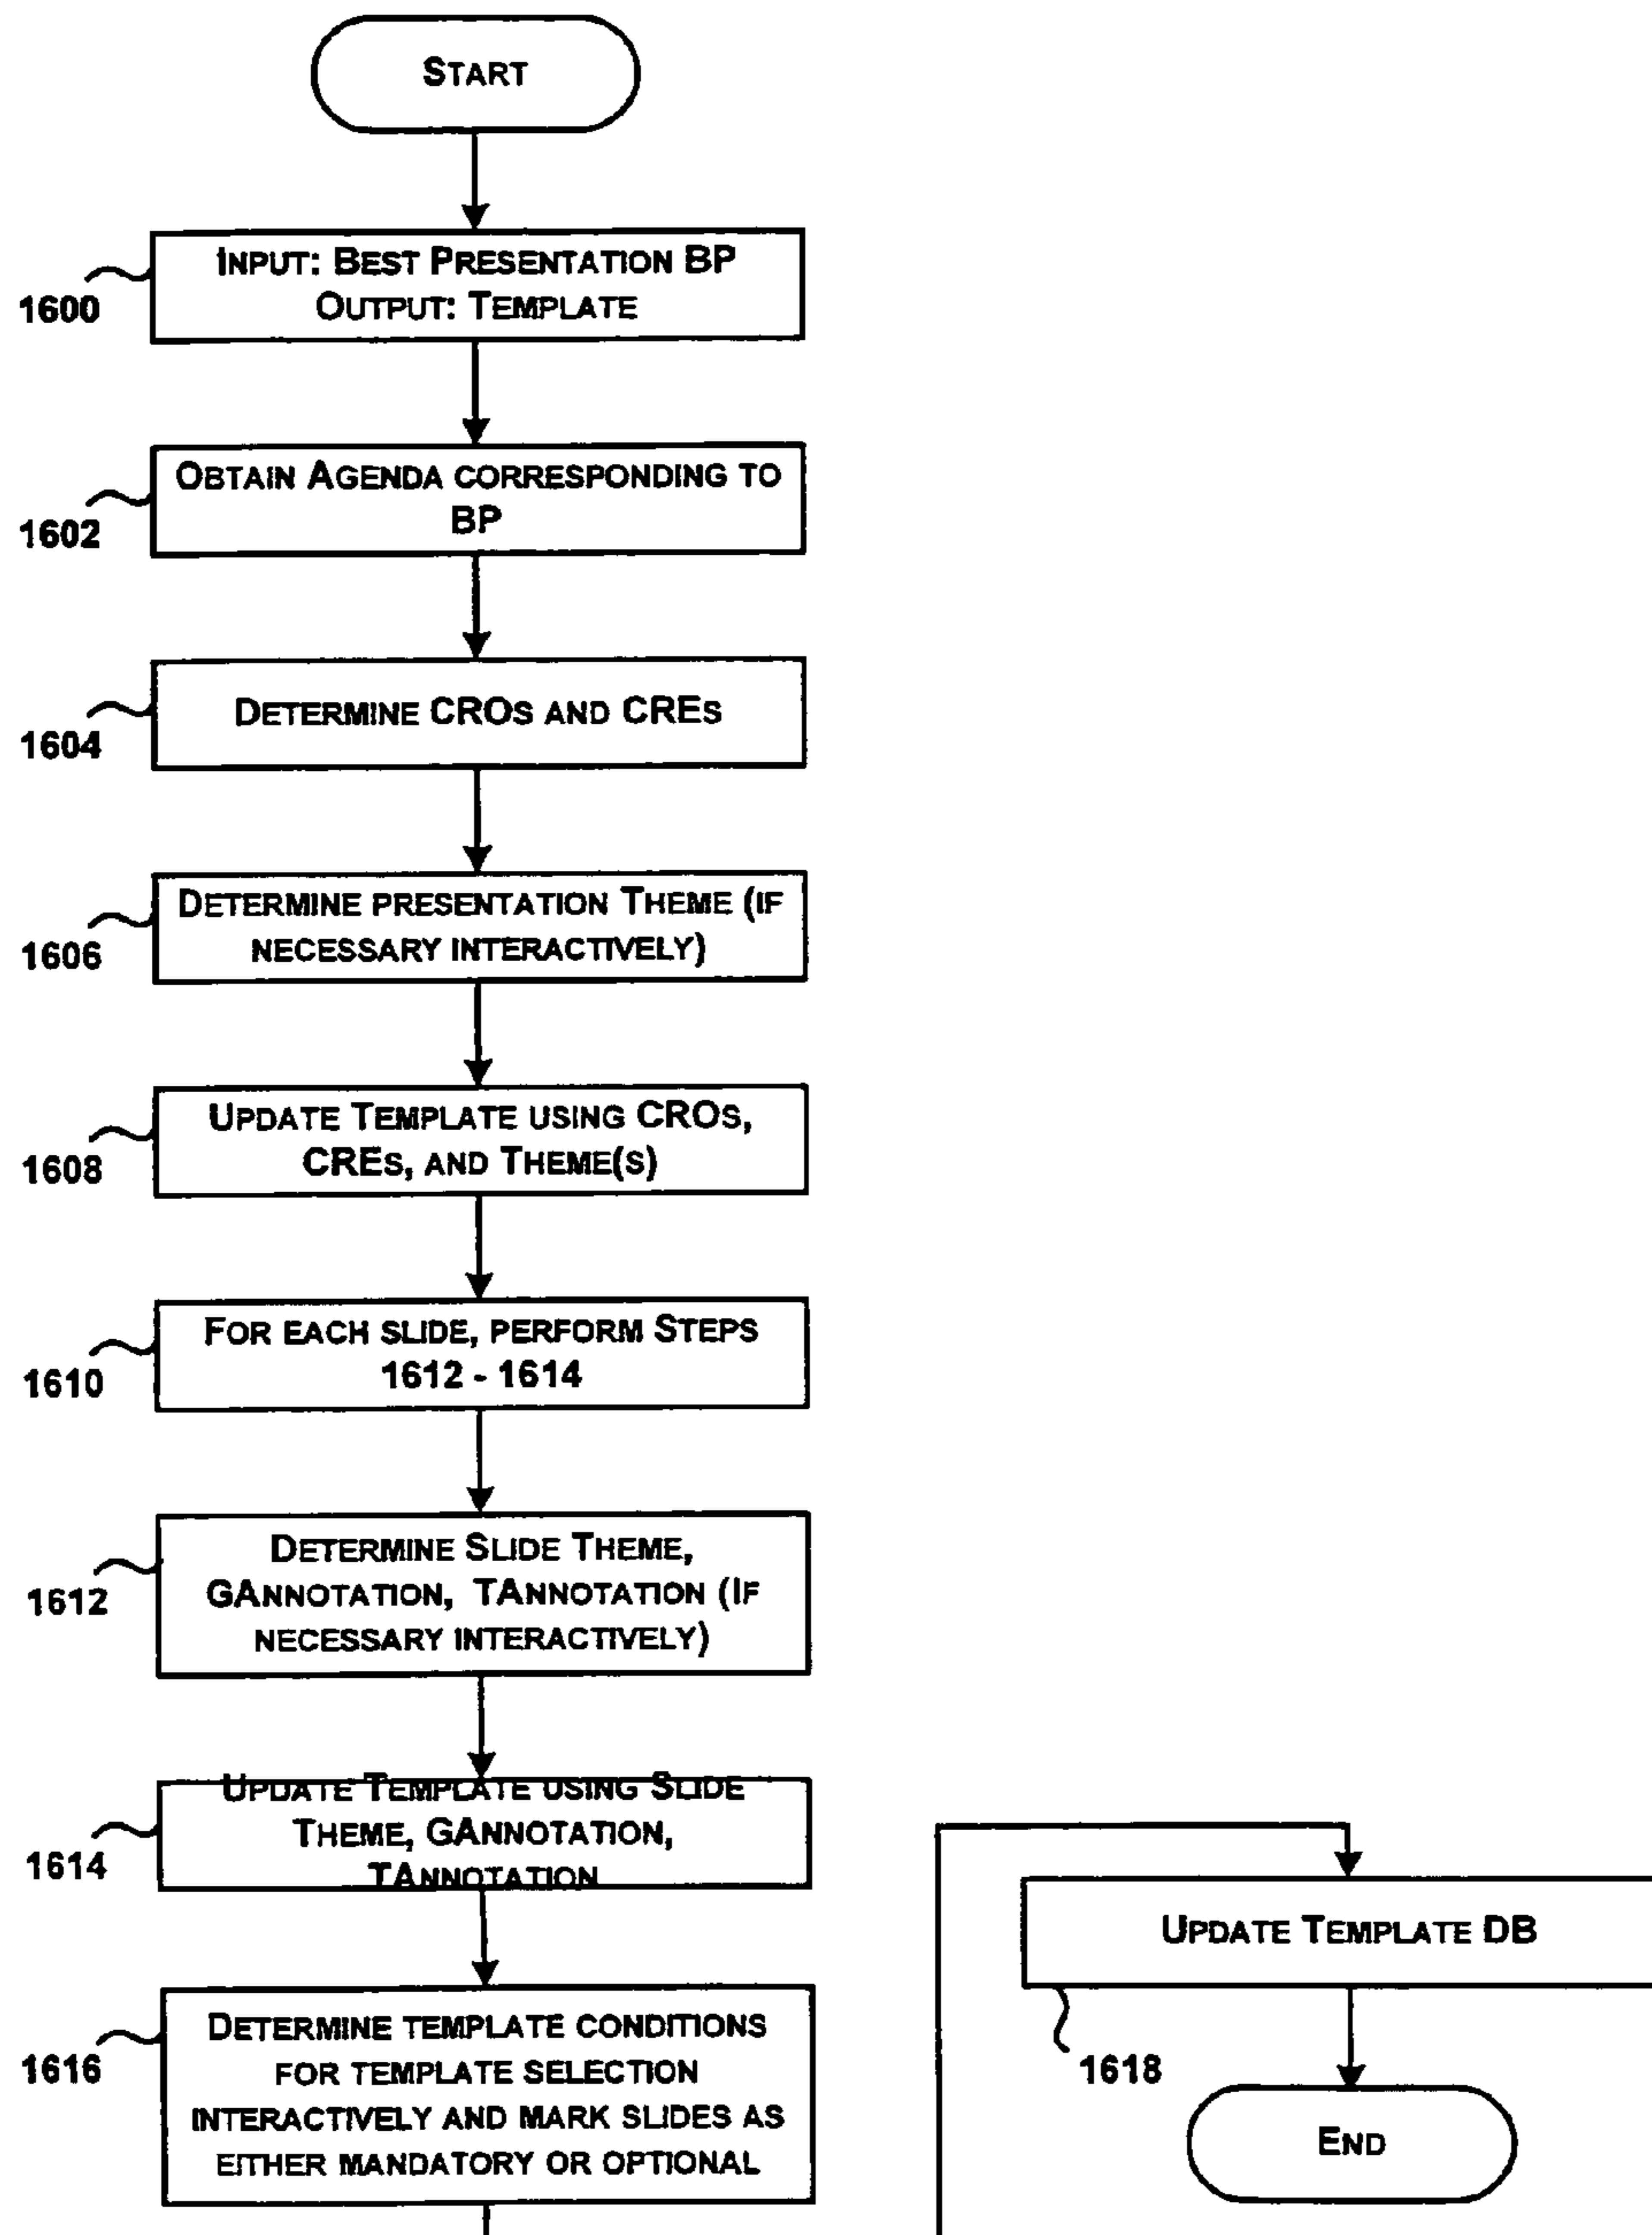 START
INPUT: BEST PRESENTATION BP
OUTPUT: TEMPLATE
1600
OBTAIN AGENDA CORRESPONDING TO
BP
1602
DETERMINE CROS AND CRES
1604
DETERMINE PRESENTATION THEME (IF
NECESSARY INTERACTIVELY)
1606
UPDATE TEMPLATE USING CROS,
CRES, AND THEME(S)
1608
FOR EACH SLIDE, PERFORM STEPS
1612 - 1614
1610
DETERMINE SLIDE THEME,
GANNOTATION, TANNOTATION (IF
NECESSARY INTERACTIVELY)
1612
UPDATE TEMPLATE USING SLIDE
THEME, GANNOTATION,
TANNOTATION
1614
DETERMINE TEMPLATE CONDITIONS
FOR TEMPLATE SELECTION
INTERACTIVELY AND MARK SLIDES AS
EITHER MANDATORY OR OPTIONAL
1616
UPDATE TEMPLATE DB
1618
END